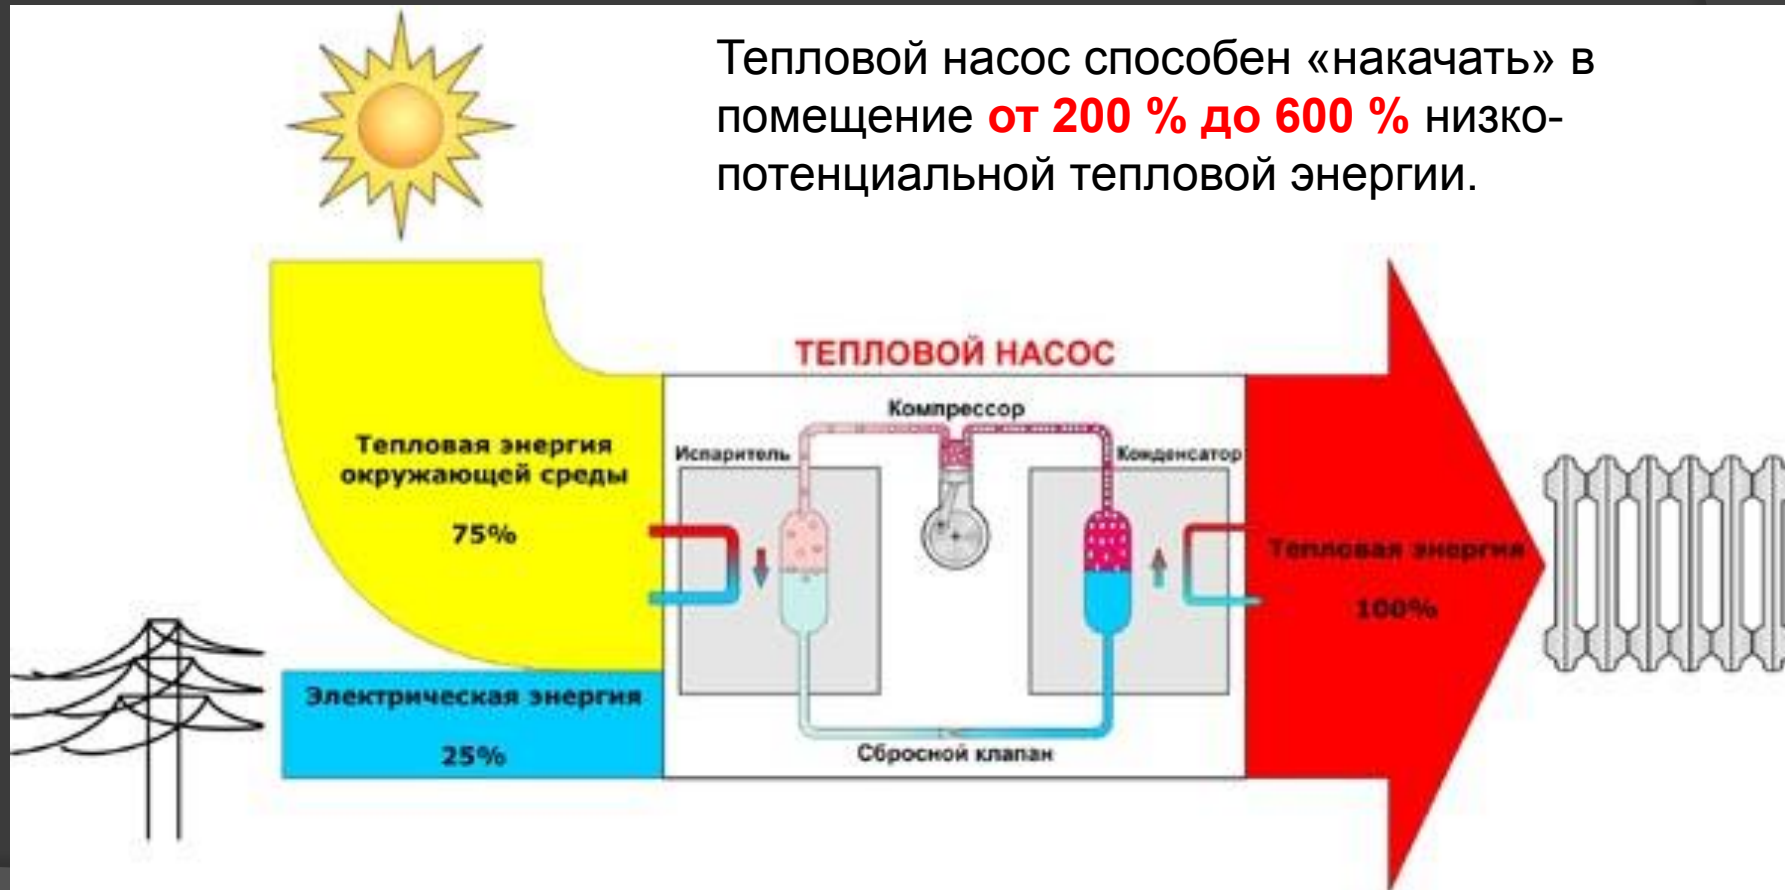 Тепловой насос способен «накачать» в
помещение от 200 % до 600 % низко-
потенциальной тепловой энергии.
ТЕПЛОВОЙ НАСОС
Компрессор
Испаритель
Конденсатор
Тепловая энергия
окружающей среды
75%
Тепловая энергия
100%
Электрическая энергия
25%
Сбросной клапан